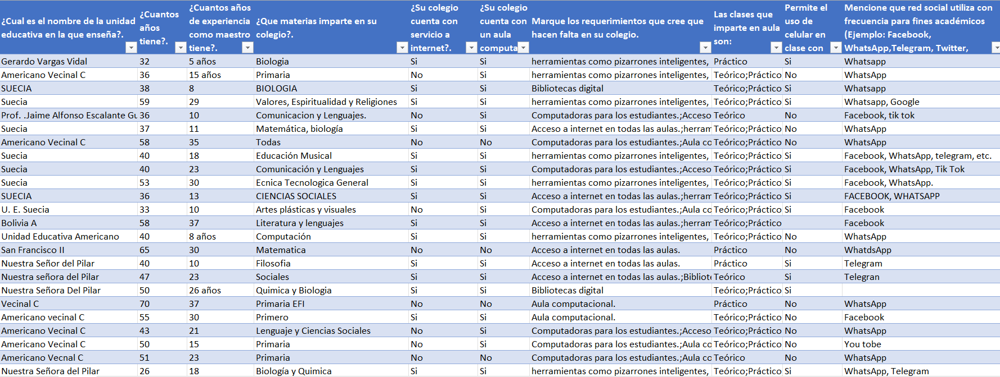 ¿Cual es el nombre de la unidad educativa en la que enseña?. ¿Cuantos años tiene?. ¿Cuantos años de experiencia como maestro tiene?. ¿Que materias imparte en su colegio?. ¿Su colegio cuenta con servicio a internet?. ¿Su colegio cuenta con un aula computa Marque los requerimientos que cree que hacen falta en su colegio. Las clases que imparte en aula son: Permite el uso de celular en clase con Mencione que red social utiliza con frecuencia para fines académicos (Ejemplo: Facebook, WhatsApp,Telegram, Twitter,
Gerardo Vargas Vidal 32 5 años Biologia Si Si herramientas como pizarrones inteligentes, Práctico Si Whatsapp
Americano Vecinal C 36 15 años Primaria No Si herramientas como pizarrones inteligentes, Teórico;Práctico No WhatsApp
SUECIA 38 8 BIOLOGIA Si Si Bibliotecas digital Teórico;Práctico Si Whatsapp
Suecia 59 29 Valores, Espiritualidad y Religiones Si Si herramientas como pizarrones inteligentes, Teórico;Práctico Si Whatsapp, Google
Prof. .Jaime Alfonso Escalante Gu 36 10 Comunicacion y Lenguajes. No Si Computadoras para los estudiantes.;Acceso Teórico No Facebook, tik tok
Suecia 37 11 Matemática, biología Si Si Acceso a internet en todas las aulas.;herram Teórico;Práctico No WhatsApp
Americano Vecinal C 58 35 Todas No No Computadoras para los estudiantes.;Aula co Teórico;Práctico No WhatsApp
Suecia 40 18 Educación Musical Si Si herramientas como pizarrones inteligentes, Teórico;Práctico Si Facebook, WhatsApp, telegram, etc.
Suecia 40 23 Comunicación y Lenguajes Si Si Computadoras para los estudiantes.;Acceso Teórico;Práctico Si Facebook, WhatsApp, Tik Tok
Suecia 53 30 Ecnica Tecnologica General Si Si herramientas como pizarrones inteligentes, Teórico;Práctico Si Facebook, WhatsApp.
SUECIA 36 13 CIENCIAS SOCIALES Si Si Acceso a internet en todas las aulas.;herram Teórico;Práctico Si FACEBOOK, WHATSAPP
U. E. Suecia 33 10 Artes plásticas y visuales No Si Computadoras para los estudiantes.;Aula co Teórico;Práctico Si Facebook
Bolivia A 58 37 Literatura y lenguajes Si Si Acceso a internet en todas las aulas.;herram Teórico;Práctico Facebook
Unidad Educativa Americano 40 8 años Computación Si Si herramientas como pizarrones inteligentes, Teórico;Práctico No WhatsApp
San Francisco II 65 30 Matematica No No Acceso a internet en todas las aulas. Práctico No WhatdsApp
Nuestra Señor del Pilar 40 10 Filosofia Si Si Acceso a internet en todas las aulas. Práctico Si Telegram
Nuestra señora del Pilar 47 23 Sociales Si Si Acceso a internet en todas las aulas.;Bibliote Teórico Si Telegran
Nuestra Señora Del Pilar 50 26 años Quimica y Biologia Si Si Bibliotecas digital Teórico;Práctico Si
Vecinal C 70 37 Primaria EFI No No Aula computacional. Práctico No WhatsApp
Americano vecinal C 55 30 Primero Si Si Aula computacional. Teórico;Práctico No Facebook
Americano Vecinal C 43 21 Lenguaje y Ciencias Sociales No Si Computadoras para los estudiantes.;Acceso Teórico;Práctico No WhatsApp
Americano Vecinal C 50 15 Primaria No Si Computadoras para los estudiantes.;Aula co Teórico;Práctico No You tobe
Americano Vecnal C 51 23 Primaria No No Computadoras para los estudiantes.;Aula co Teórico No WhatsApp
Nuestra Señora del Pilar 26 18 Biología y Quimica Si Si herramientas como pizarrones inteligentes, Teórico;Práctico Si WhatsApp, Telegram